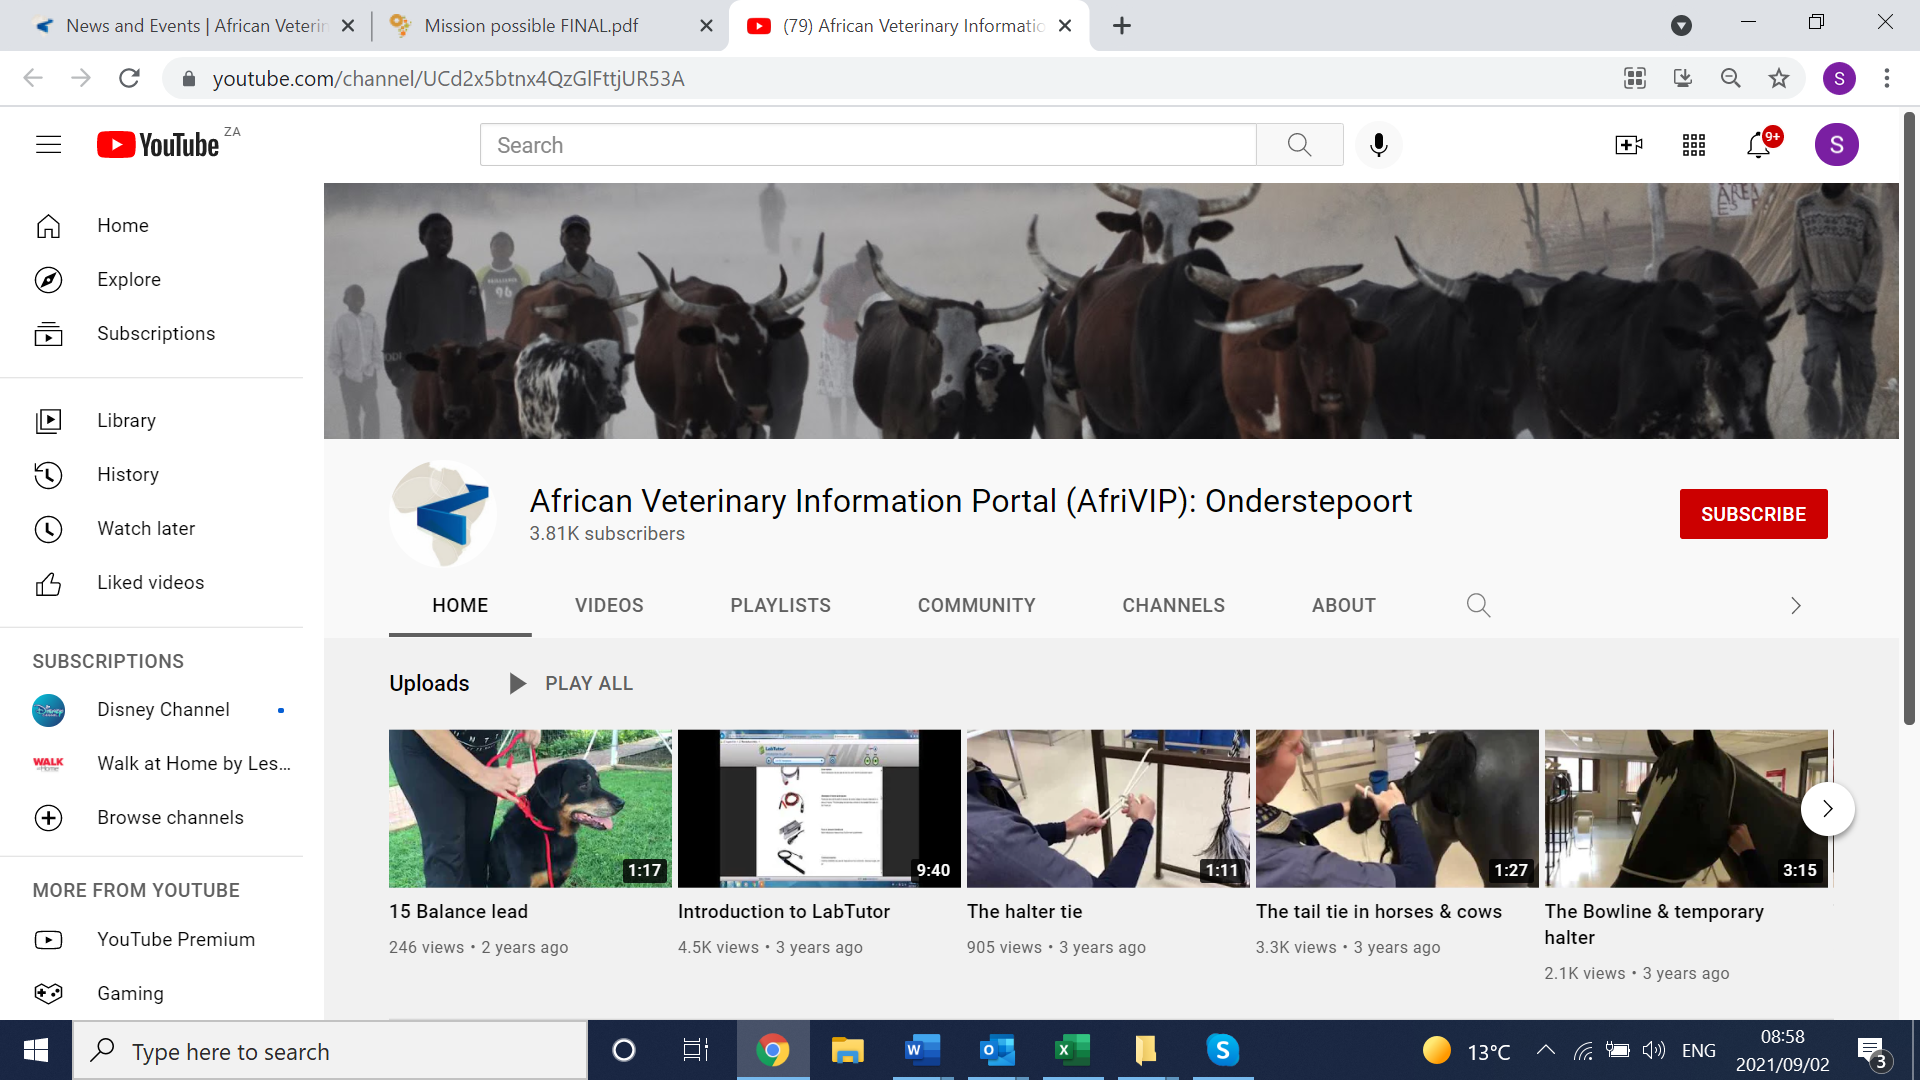 News and Events | African Veterin
Mission possible FINAL.pdf
(79) African Veterinary Informatio
youtube.com/channel/UCd2x5btnx4QzGlFttjUR53A
S
YouTube ZA
Search
9+
S
Home
Explore
Subscriptions
Library
History
Watch later
Liked videos
SUBSCRIPTIONS
Disney Channel
WALK
Walk at Home by Les...
Browse channels
MORE FROM YOUTUBE
YouTube Premium
Gaming
AREA
96
African Veterinary Information Portal (AfriVIP): Onderstepoort
3.81K subscribers
SUBSCRIBE
HOME VIDEOS PLAYLISTS COMMUNITY CHANNELS ABOUT
Uploads PLAY ALL
LabTutor
1:17 9:40 1:11 1:27 3:15
15 Balance lead
246 views • 2 years ago
Introduction to LabTutor
4.5K views • 3 years ago
The halter tie
905 views • 3 years ago
The tail tie in horses & cows
3.3K views • 3 years ago
The Bowline & temporary
halter
2.1K views • 3 years ago
Type here to search
W
O
X
S
13°C
ENG
08:58
2021/09/02
3